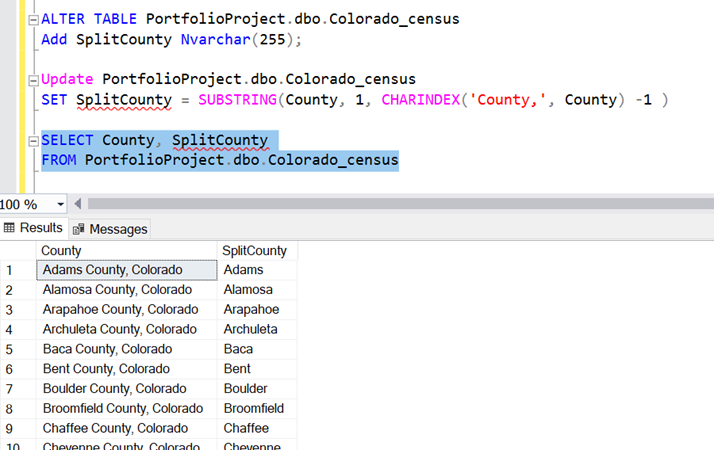 ALTER TABLE PortfolioProject.dbo.Colorado_census
Add SplitCounty Nvarchar(255);
Update PortfolioProject.dbo.Colorado_census
SET SplitCounty = SUBSTRING(County, 1, CHARINDEX('County,', County) -1 )
SELECT County, SplitCounty
FROM PortfolioProject.dbo.Colorado_census
100 %
Results Messages
County SplitCounty
1 Adams County, Colorado Adams
2 Alamosa County, Colorado Alamosa
3 Arapahoe County, Colorado Arapahoe
4 Archuleta County, Colorado Archuleta
5 Baca County, Colorado Baca
6 Bent County, Colorado Bent
7 Boulder County, Colorado Boulder
8 Broomfield County, Colorado Broomfield
9 Chaffee County, Colorado Chaffee
10 Cheyenne County, Colorado Cheyenne